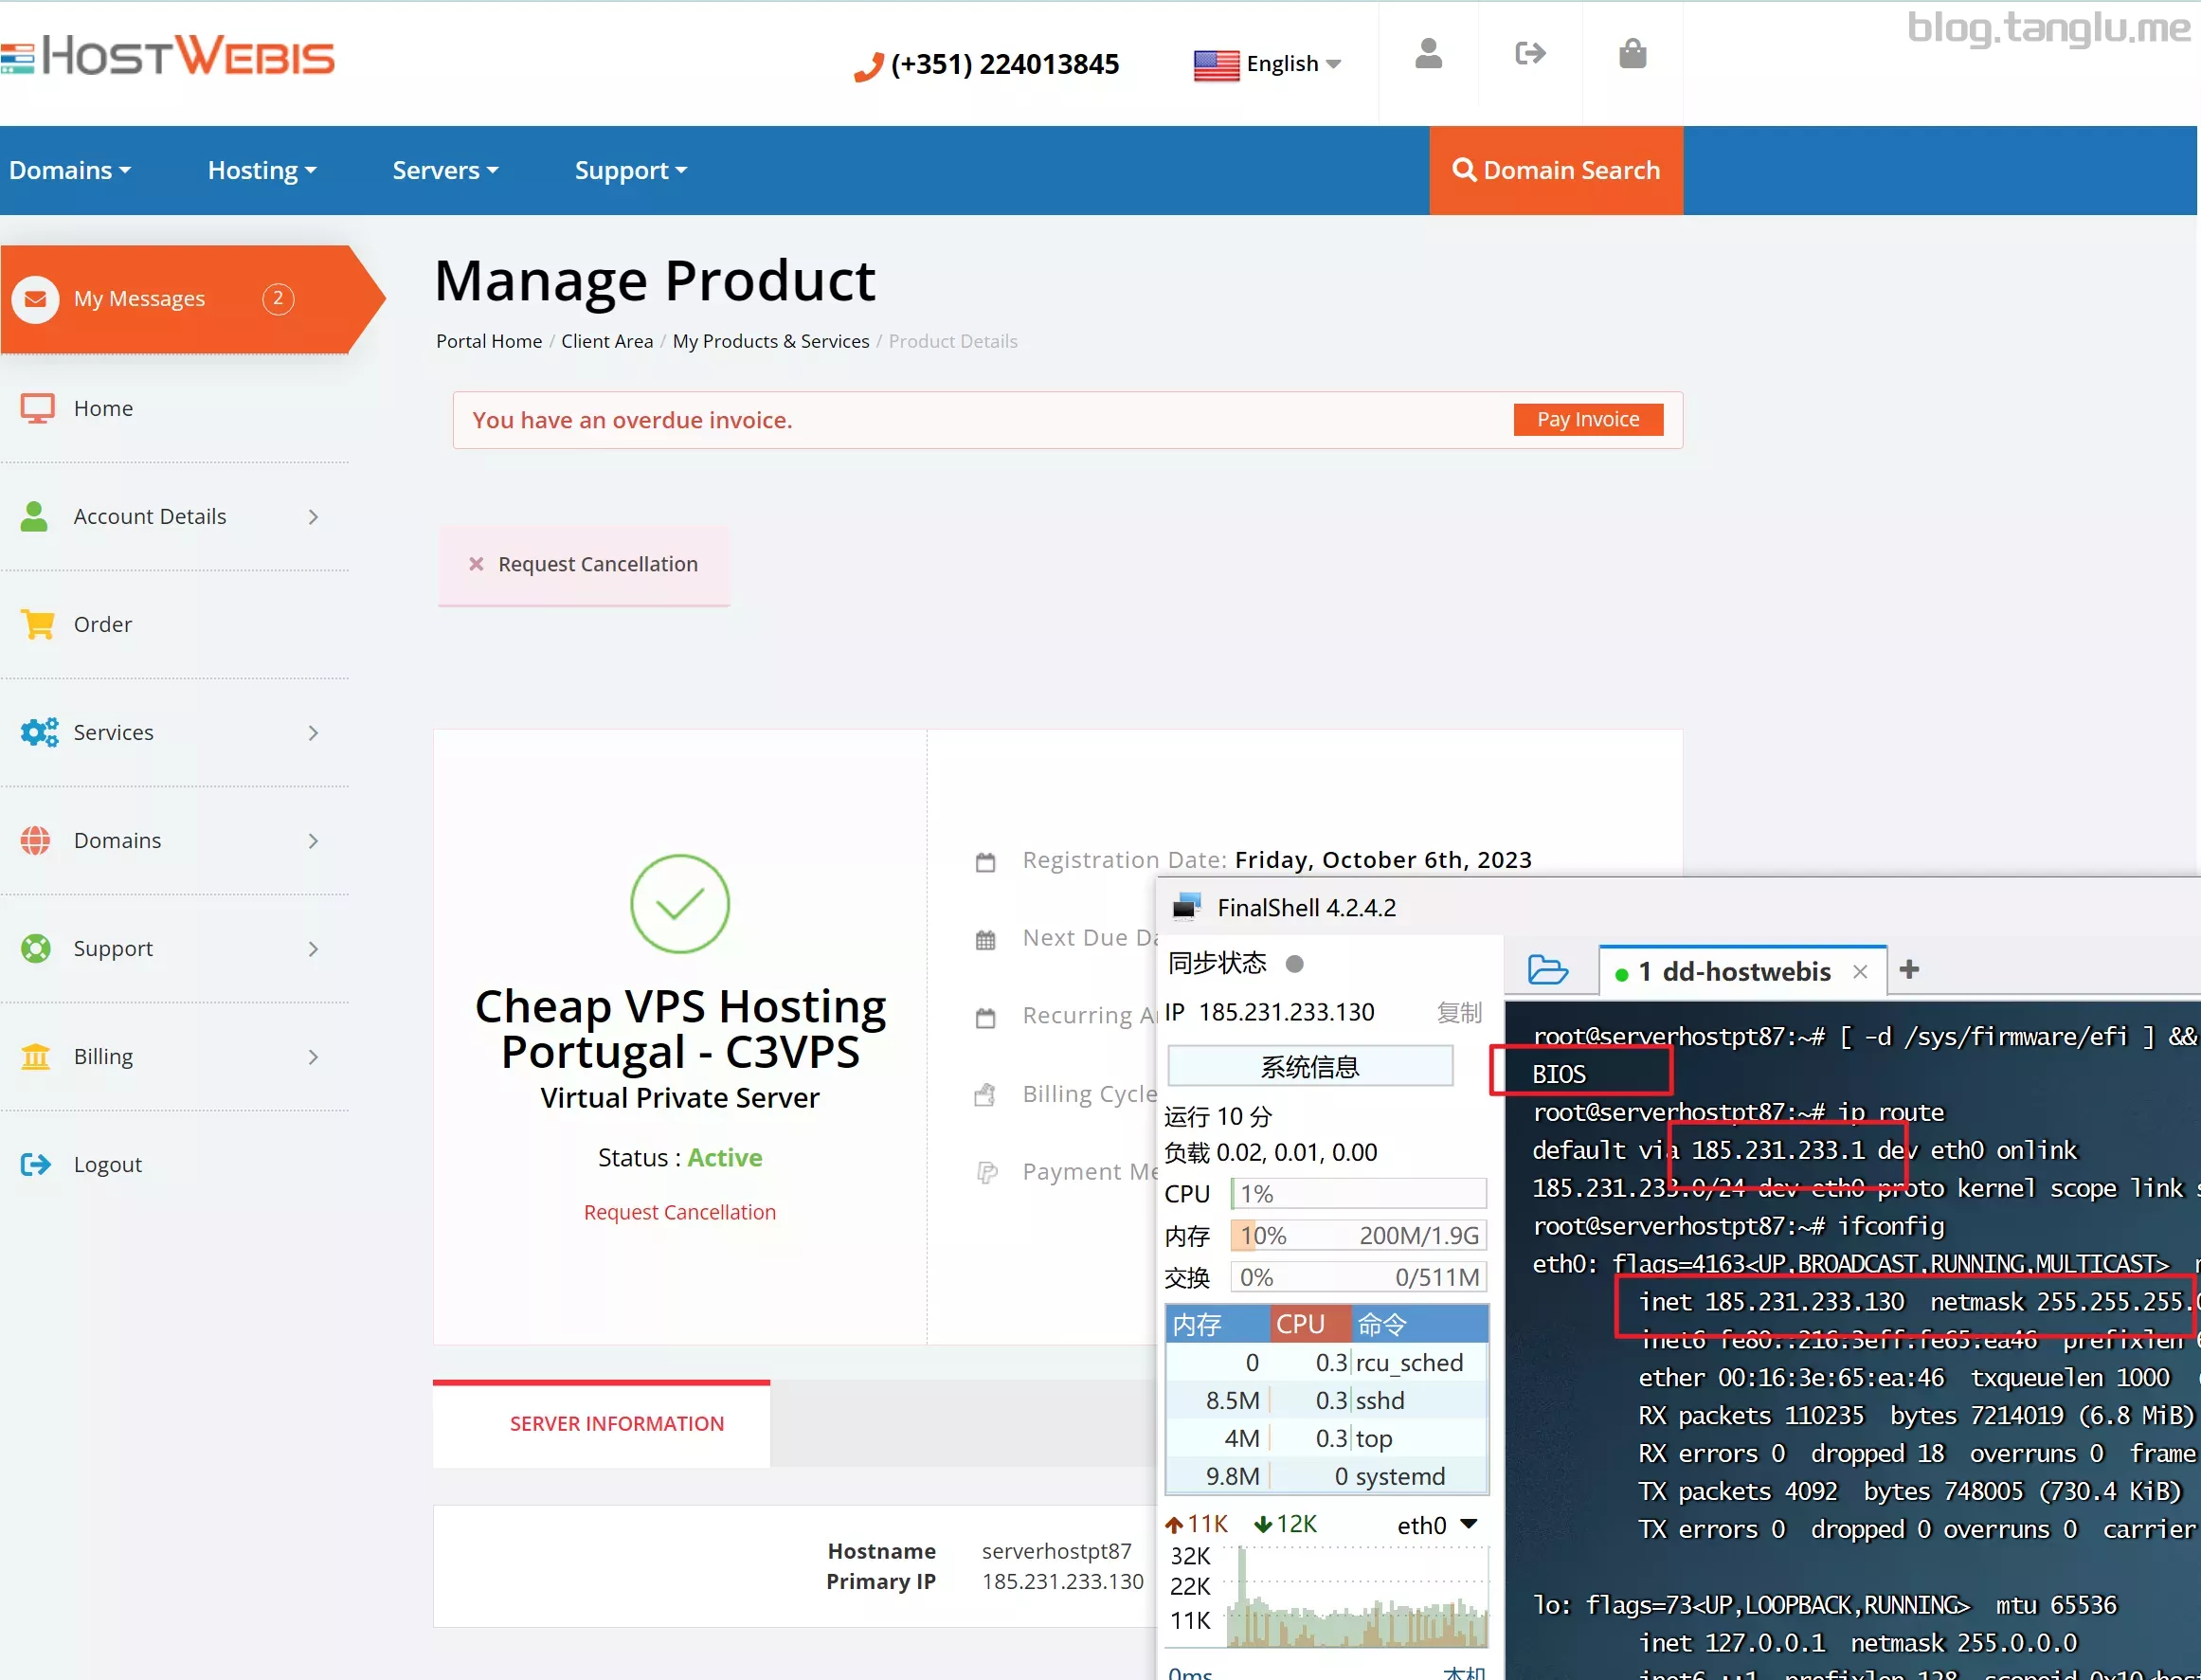 HOSTWEBIS
(+351) 224013845
English
blog.tanglu.me
Domains
Hosting
Servers
Support
Domain Search
My Messages 2
Home
Account Details
Order
Services
Domains
Support
Billing
Logout
Manage Product
Portal Home / Client Area / My Products & Services / Product Details
You have an overdue invoice.
Pay Invoice
Request Cancellation
Cheap VPS Hosting
Portugal - C3VPS
Virtual Private Server
Status : Active
Request Cancellation
Registration Date: Friday, October 6th, 2023
Next Due Da
Recurring A
Billing Cycle
Payment Me
SERVER INFORMATION
Hostname serverhostpt87
Primary IP 185.231.233.130
FinalShell 4.2.4.2
同步状态
IP 185.231.233.130 复制
系统信息
运行 10 分
负载 0.02, 0.01, 0.00
CPU 1%
内存 10% 200M/1.9G
交换 0% 0/511M
内存 CPU 命令
0 0.3 rcu_sched
8.5M 0.3 sshd
4M 0.3 top
9.8M 0 systemd
11K 12K eth0
32K
22K
11K
0ms 本机
1 dd-hostwebis
root@serverhostpt87:~# [ -d /sys/firmware/efi ] &&
BIOS
root@serverhostpt87:~# ip route
default via 185.231.233.1 dev eth0 onlink
185.231.233.0/24 dev eth0 proto kernel scope link s
root@serverhostpt87:~# ifconfig
eth0: flags=4163<UP,BROADCAST,RUNNING,MULTICAST>
inet 185.231.233.130 netmask 255.255.255.0
inet6 fe80::216:3eff:fe65:ea46 prefixlen 6
ether 00:16:3e:65:ea:46 txqueuelen 1000
RX packets 110235 bytes 7214019 (6.8 MiB)
RX errors 0 dropped 18 overruns 0 frame
TX packets 4092 bytes 748005 (730.4 KiB)
TX errors 0 dropped 0 overruns 0 carrier
lo: flags=73<UP,LOOPBACK,RUNNING> mtu 65536
inet 127.0.0.1 netmask 255.0.0.0
inet6 ::1 prefixlen 128 scopeid 0x10<hos